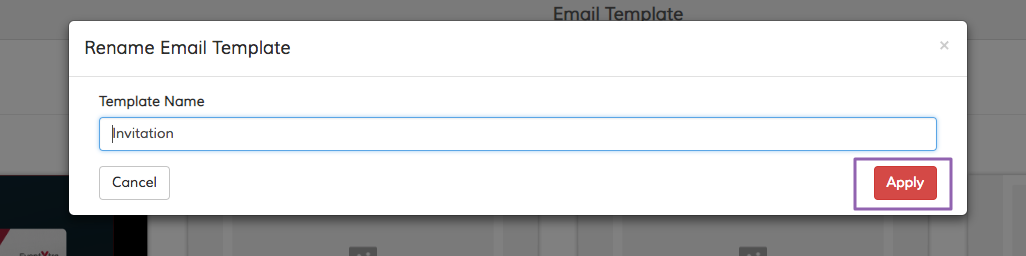 Email Template
Rename Email Template
×
Template Name
Invitation
Cancel
Apply